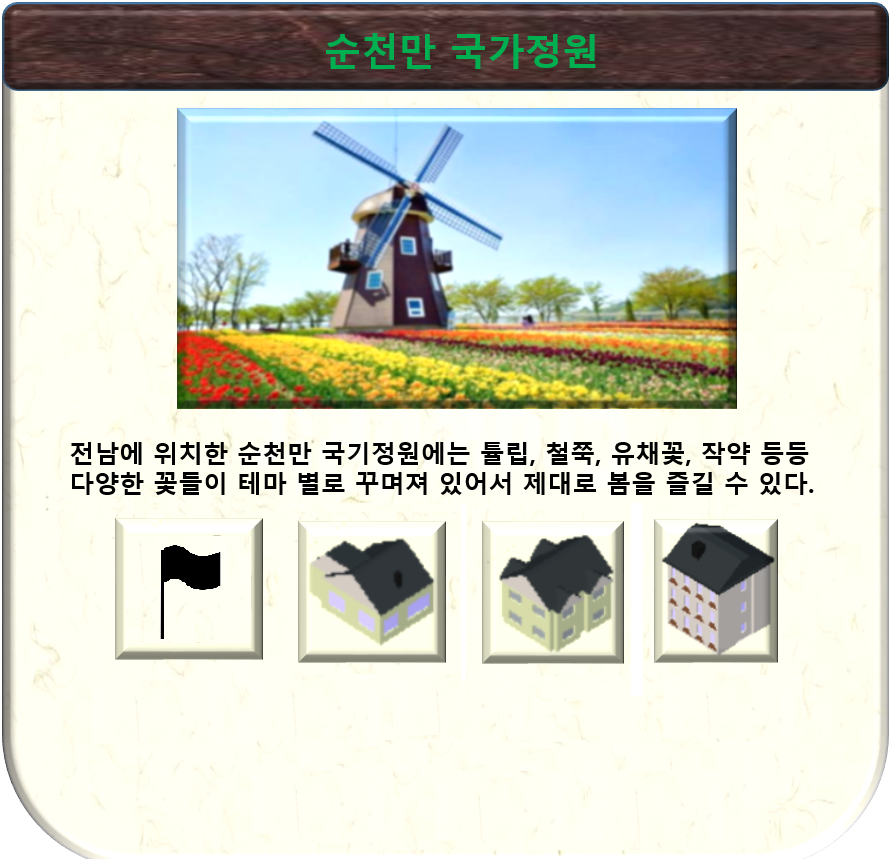 순천만 국가정원
전남에 위치한 순천만 국기정원에는 튤립, 철쭉, 유채꽃, 작약 등등
다양한 꽃들이 테마 별로 꾸며져 있어서 제대로 봄을 즐길 수 있다.